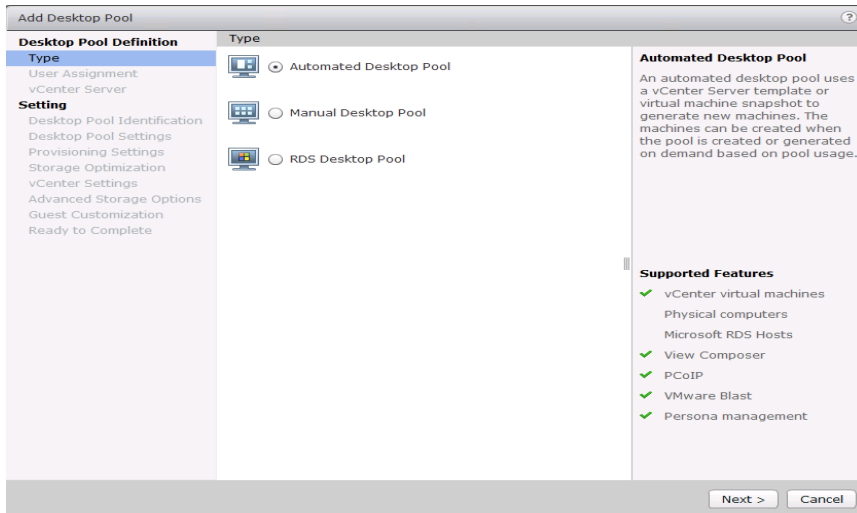 Add Desktop Pool
?
Desktop Pool Definition
Type
User Assignment
vCenter Server
Setting
Desktop Pool Identification
Desktop Pool Settings
Provisioning Settings
Storage Optimization
vCenter Settings
Advanced Storage Options
Guest Customization
Ready to Complete
Type
Automated Desktop Pool
Manual Desktop Pool
RDS Desktop Pool
Automated Desktop Pool
An automated desktop pool uses
a vCenter Server template or
virtual machine snapshot to
generate new machines. The
machines can be created when
the pool is created or generated
on demand based on pool usage.
Supported Features
vCenter virtual machines
Physical computers
Microsoft RDS Hosts
View Composer
PCoIP
VMware Blast
Persona management
Next >
Cancel